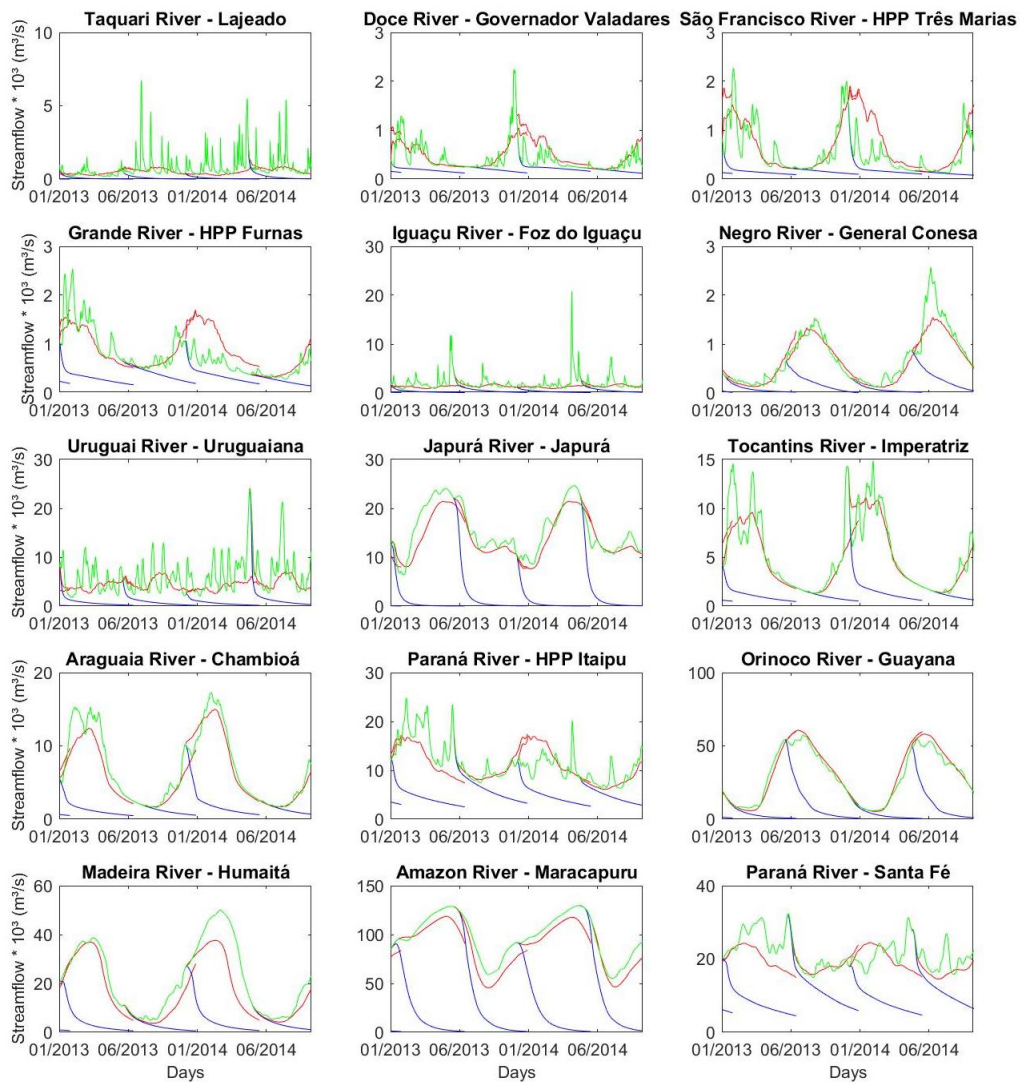 Taquari River - Lajeado
Doce River - Governador Valadares
São Francisco River - HPP Três Marias
Streamflow * 10³ (m³/s)
10
5
0
3
2
1
0
3
2
1
0
01/2013 06/2013 01/2014 06/2014
01/2013 06/2013 01/2014 06/2014
01/2013 06/2013 01/2014 06/2014
Grande River - HPP Furnas
Iguaçu River - Foz do Iguaçu
Negro River - General Conesa
Streamflow * 10³ (m³/s)
3
2
1
0
30
20
10
0
3
2
1
0
01/2013 06/2013 01/2014 06/2014
01/2013 06/2013 01/2014 06/2014
01/2013 06/2013 01/2014 06/2014
Uruguai River - Uruguaiana
Japurá River - Japurá
Tocantins River - Imperatriz
Streamflow * 10³ (m³/s)
30
20
10
0
30
20
10
0
15
10
5
0
01/2013 06/2013 01/2014 06/2014
01/2013 06/2013 01/2014 06/2014
01/2013 06/2013 01/2014 06/2014
Araguaia River - Chambioá
Paraná River - HPP Itaipu
Orinoco River - Guayana
Streamflow * 10³ (m³/s)
20
10
0
30
20
10
0
100
50
0
01/2013 06/2013 01/2014 06/2014
01/2013 06/2013 01/2014 06/2014
01/2013 06/2013 01/2014 06/2014
Madeira River - Humaitá
Amazon River - Maracapuru
Paraná River - Santa Fé
Streamflow * 10³ (m³/s)
60
40
20
0
150
100
50
0
40
20
0
01/2013 06/2013 01/2014 06/2014
01/2013 06/2013 01/2014 06/2014
01/2013 06/2013 01/2014 06/2014
Days
Days
Days